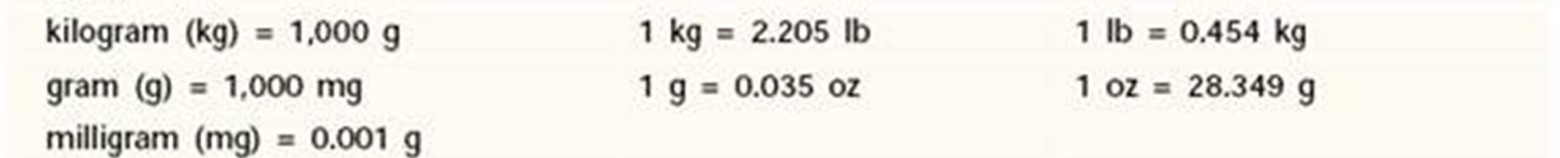 kilogram (kg) = 1,000 g 1 kg = 2.205 lb 1 lb = 0.454 kg
gram (g) = 1,000 mg 1 g = 0.035 oz 1 oz = 28.349 g
milligram (mg) = 0.001 g